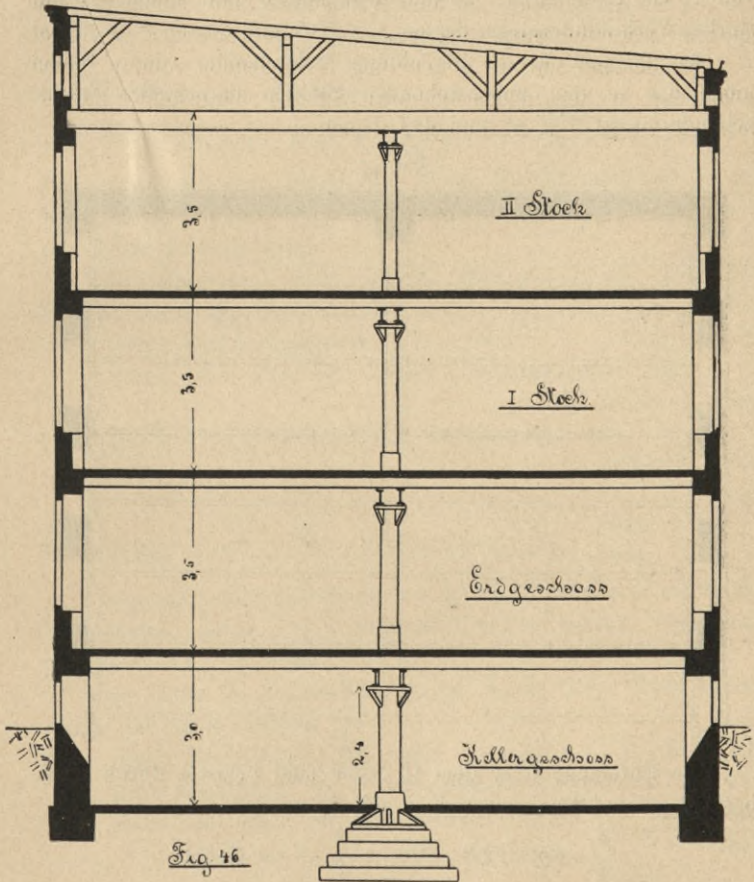 II Stock
3,5
I Stock
3,5
Erdgeschoss
3,5
Kellergeschoss
3,0
2,4
Fig 46